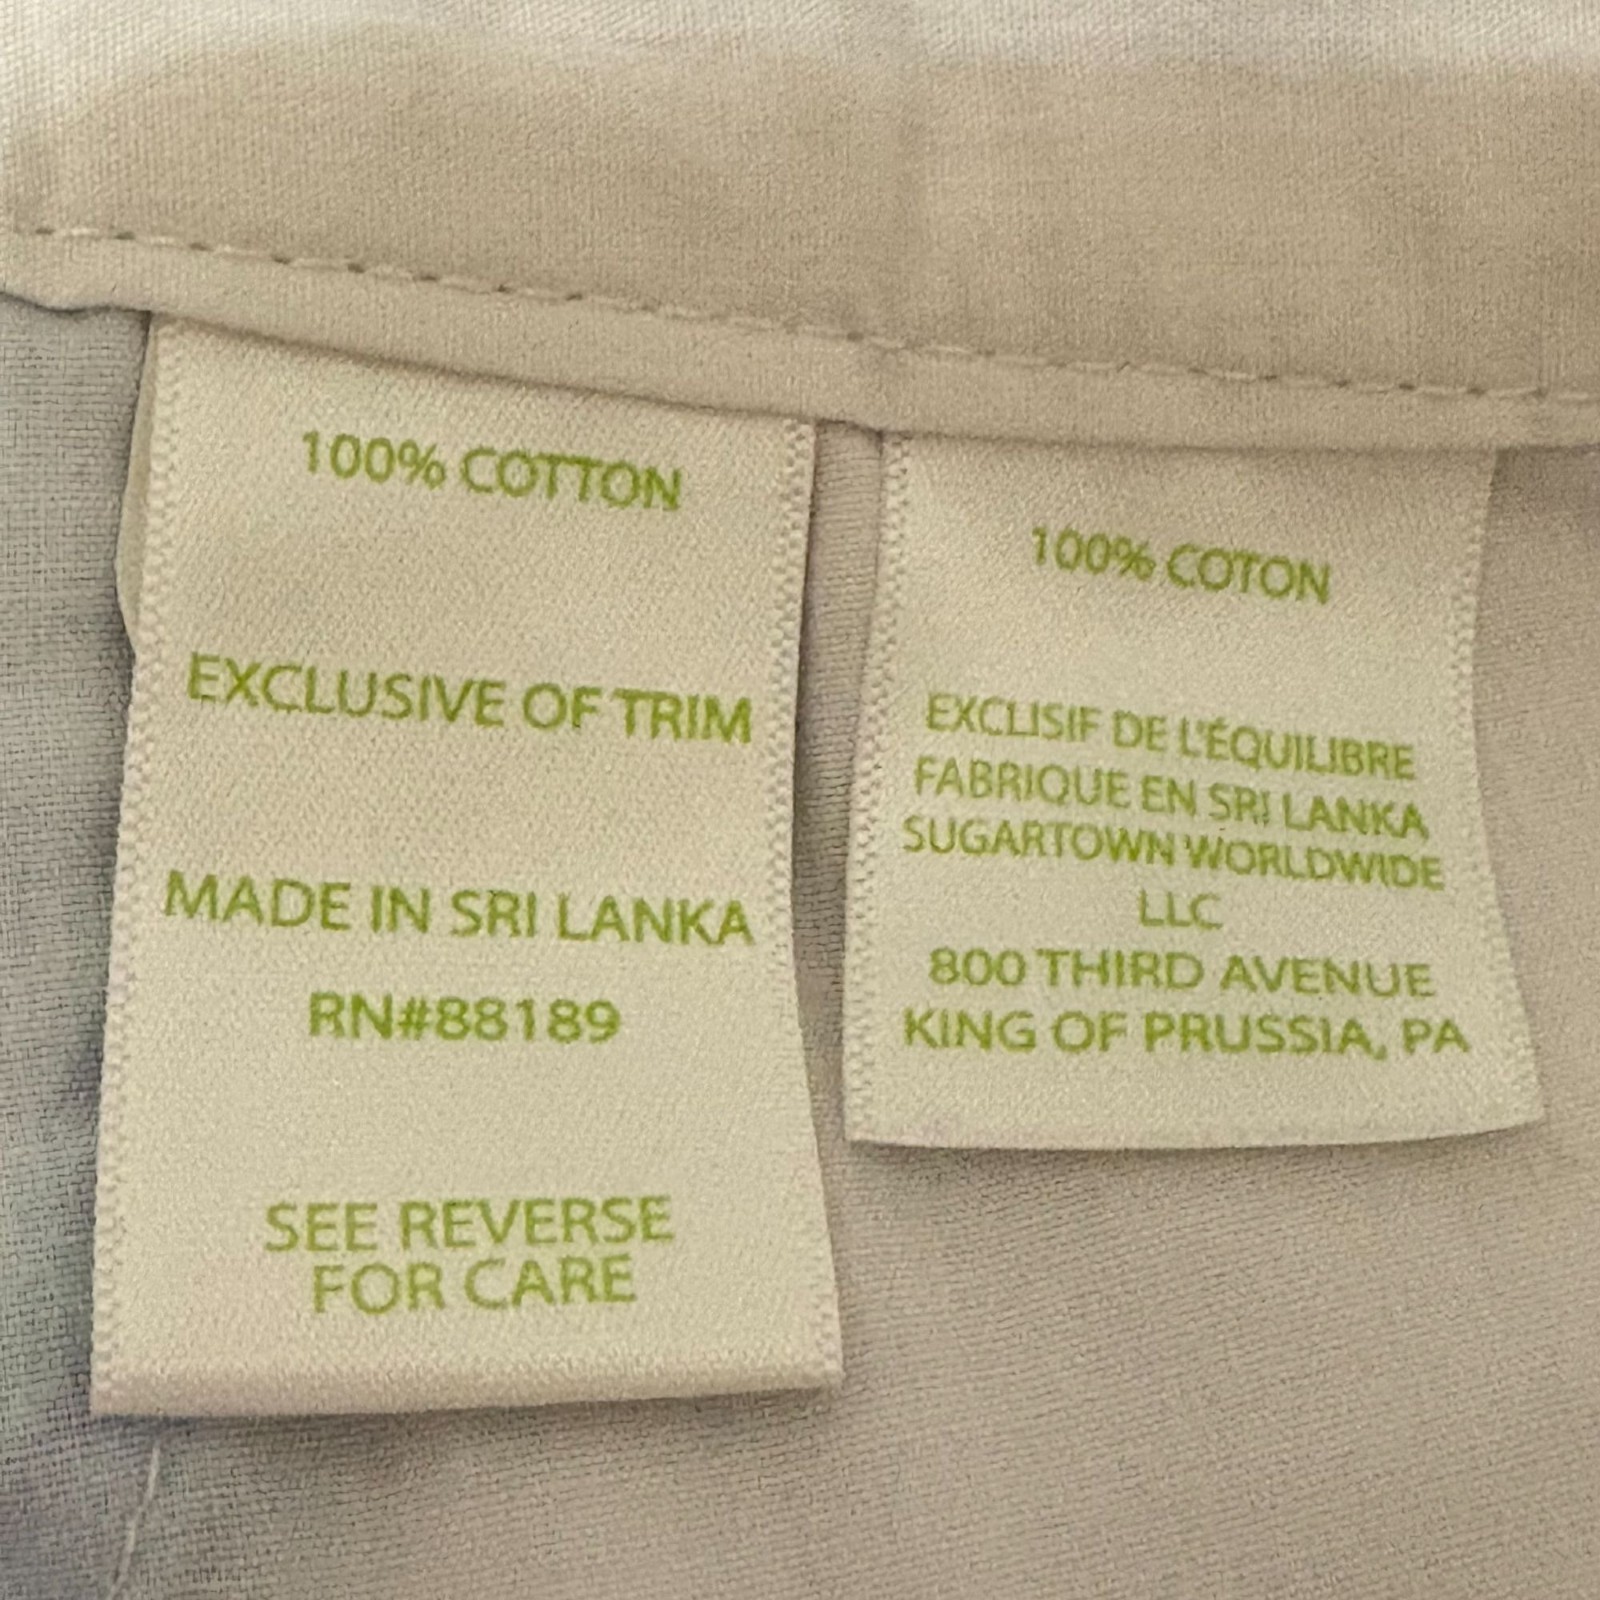 100% COTTON
EXCLUSIVE OF TRIM
MADE IN SRI LANKA
RN#88189
SEE REVERSE
FOR CARE
100% COTON
EXCLISIF DE L'ÉQUILIBRE
FABRIQUE EN SRI LANKA
SUGARTOWN WORLDWIDE
LLC
800 THIRD AVENUE
KING OF PRUSSIA, PA